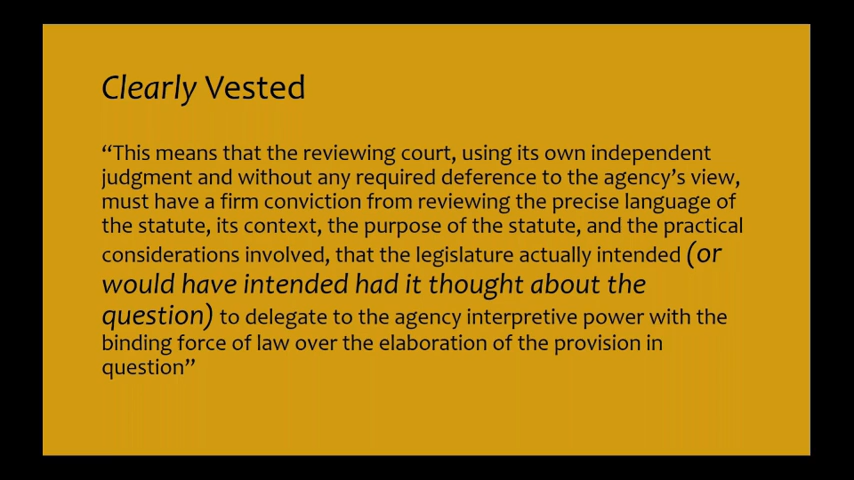 Clearly Vested
“This means that the reviewing court, using its own independent
judgment and without any required deference to the agency’s view,
must have a firm conviction from reviewing the precise language of
the statute, its context, the purpose of the statute, and the practical
considerations involved, that the legislature actually intended (or
would have intended had it thought about the
question) to delegate to the agency interpretive power with the
binding force of law over the elaboration of the provision in
question”